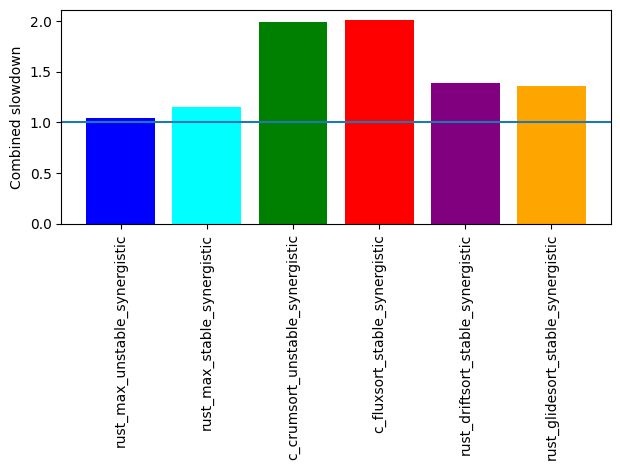 Combined slowdown
2.0
1.5
1.0
0.5
0.0
rust_max_unstable_synergistic
rust_max_stable_synergistic
c_crumsort_unstable_synergistic
c_fluxsort_stable_synergistic
rust_driftsort_stable_synergistic
rust_glidesort_stable_synergistic